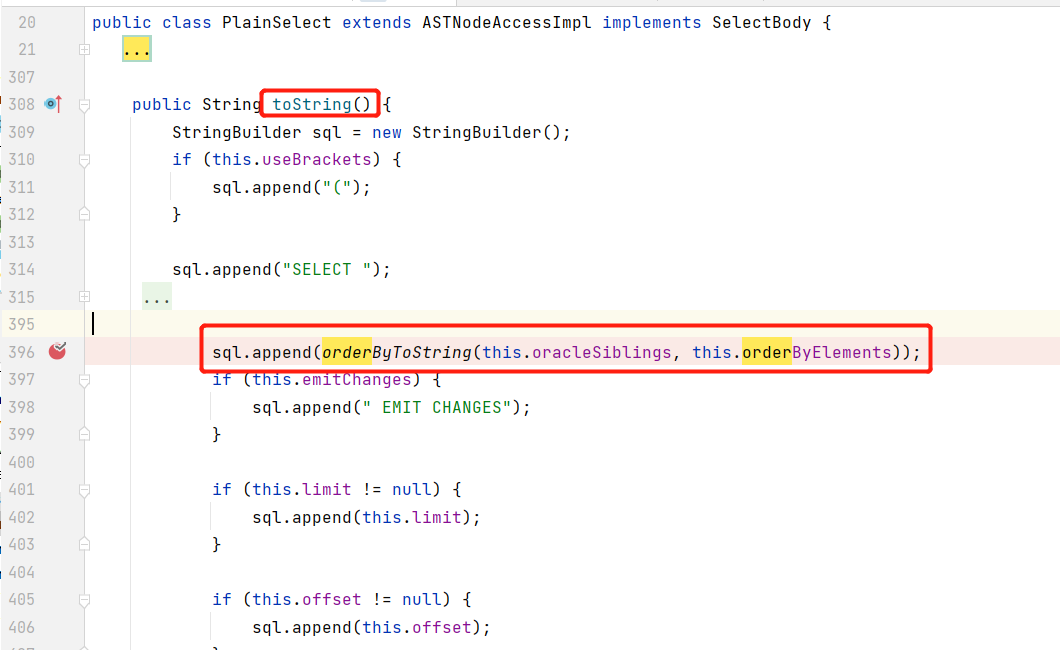 20 public class PlainSelect extends ASTNodeAccessImpl implements SelectBody {
21 ...
307
308 public String toString() {
309 StringBuilder sql = new StringBuilder();
310 if (this.useBrackets) {
311 sql.append("(");
312 }
313
314 sql.append("SELECT ");
315 ...
395
396 sql.append(orderByToString(this.oracleSiblings, this.orderByElements));
397 if (this.emitChanges) {
398 sql.append(" EMIT CHANGES");
399 }
400
401 if (this.limit != null) {
402 sql.append(this.limit);
403 }
404
405 if (this.offset != null) {
406 sql.append(this.offset);